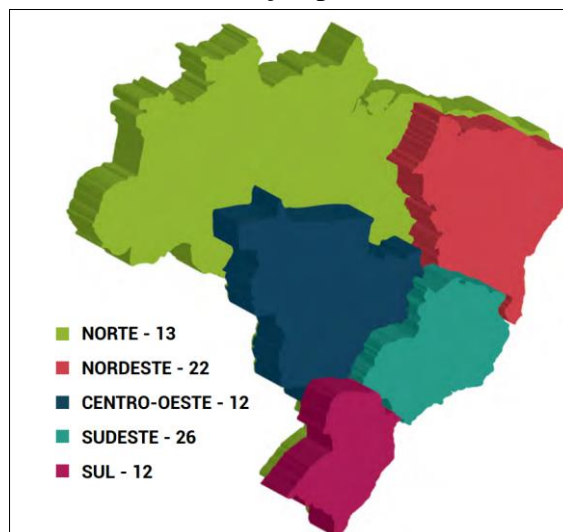 NORTE - 13
NORDESTE - 22
CENTRO-OESTE - 12
SUDESTE - 26
SUL - 12